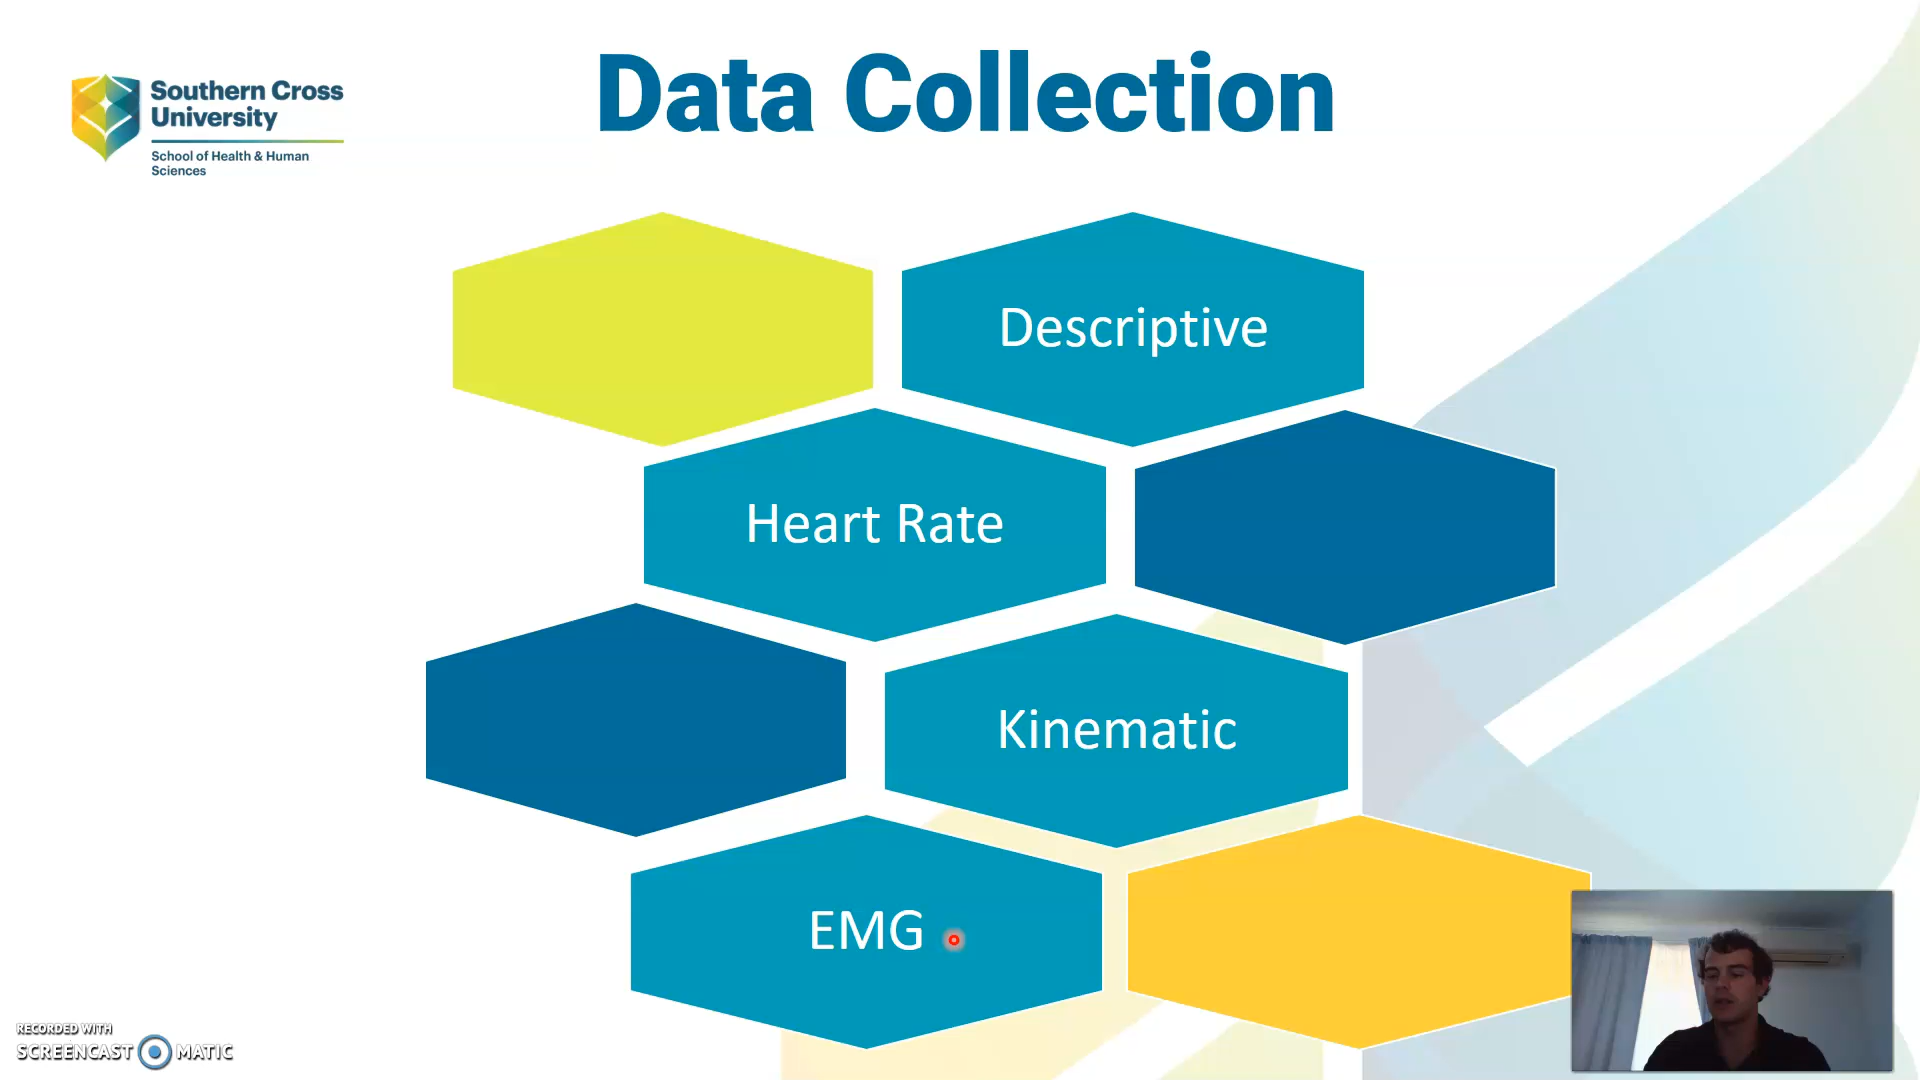 Data Collection
Southern Cross
University
School of Health & Human
Sciences
Descriptive
Heart Rate
Kinematic
EMG
RECORDED WITH
SCREENCAST MATIC